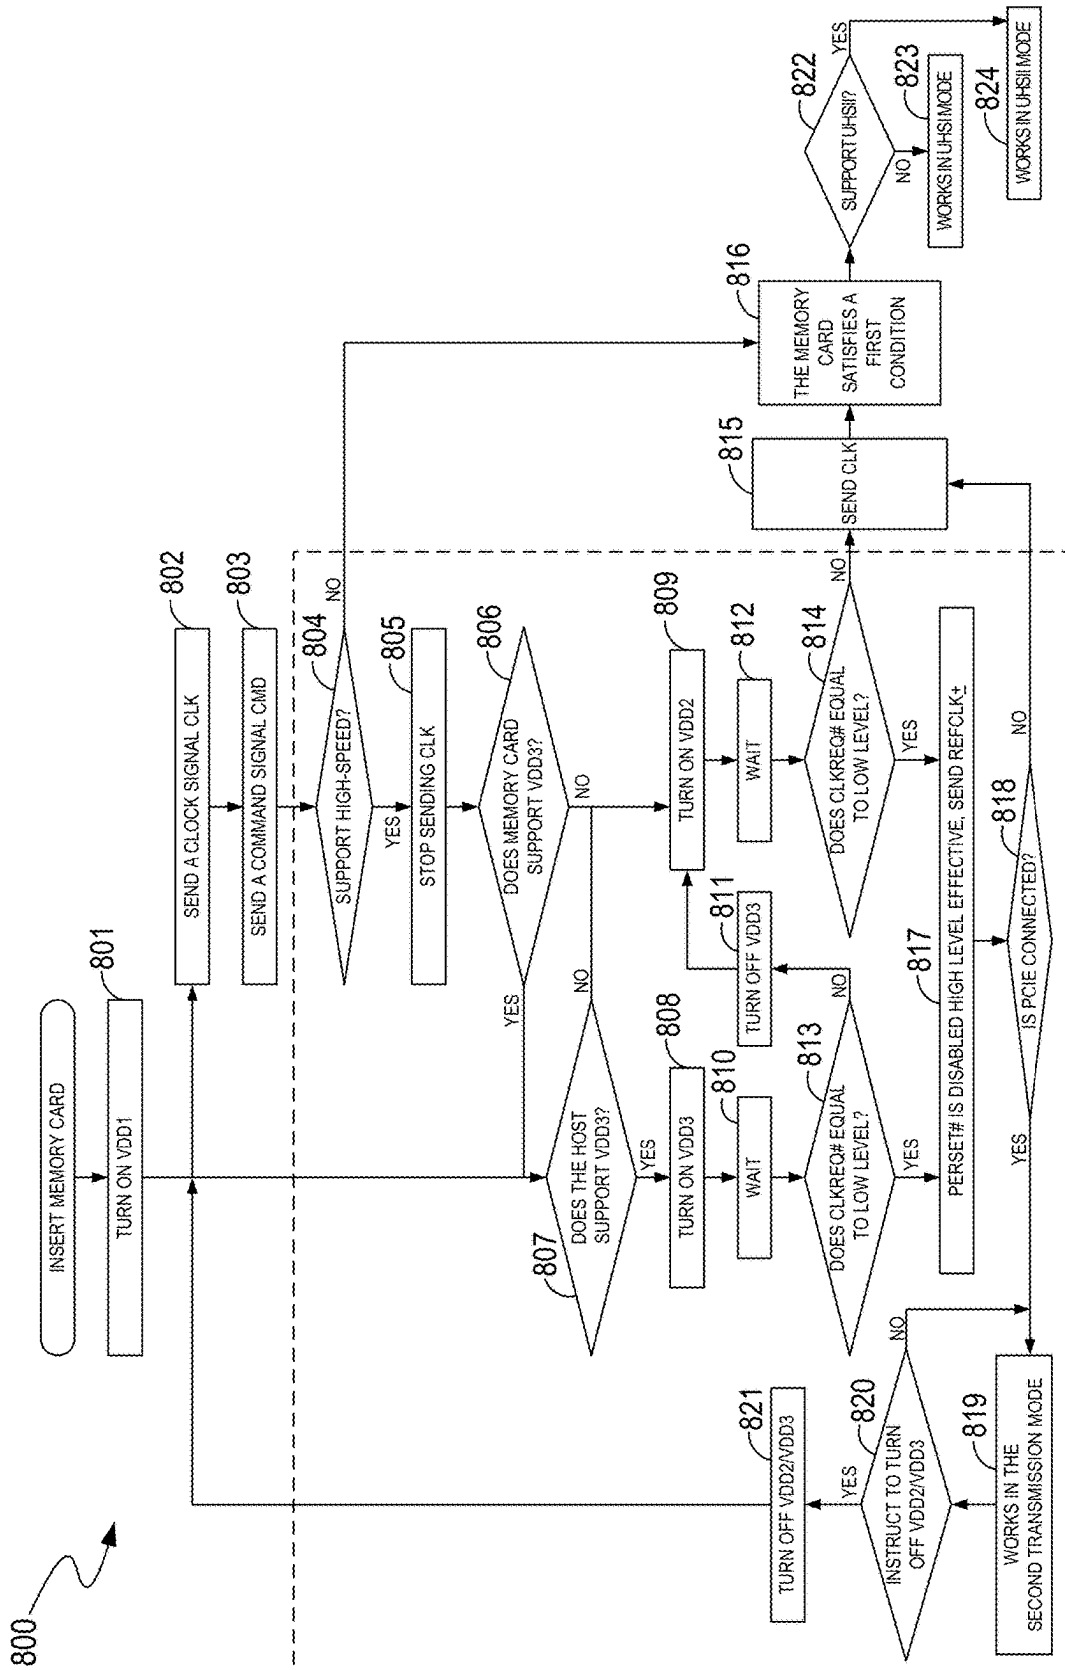 800
INSERT MEMORY CARD
TURN ON VDD1
801
SEND A CLOCK SIGNAL CLK
802
SEND A COMMAND SIGNAL CMD
803
SUPPORT HIGH-SPEED?
804
NO
YES
STOP SENDING CLK
805
DOES MEMORY CARD
SUPPORT VDD3?
806
YES
NO
DOES THE HOST
SUPPORT VDD3?
807
NO
YES
TURN ON VDD3
808
TURN ON VDD2
809
WAIT
810
TURN OFF VDD3
811
WAIT
812
DOES CLKREQ# EQUAL
TO LOW LEVEL?
813
NO
YES
DOES CLKREQ# EQUAL
TO LOW LEVEL?
814
NO
YES
SEND CLK
815
THE MEMORY
CARD
SATISFIES A
FIRST
CONDITION
816
PERSET# IS DISABLED HIGH LEVEL EFFECTIVE, SEND REFCLK±
817
IS PCIE CONNECTED?
818
YES
NO
WORKS IN THE
SECOND TRANSMISSION MODE
819
INSTRUCT TO TURN
OFF VDD2/VDD3
820
NO
YES
TURN OFF VDD2/VDD3
821
SUPPORT UHSII?
822
YES
NO
WORKS IN UHSI MODE
823
WORKS IN UHSII MODE
824